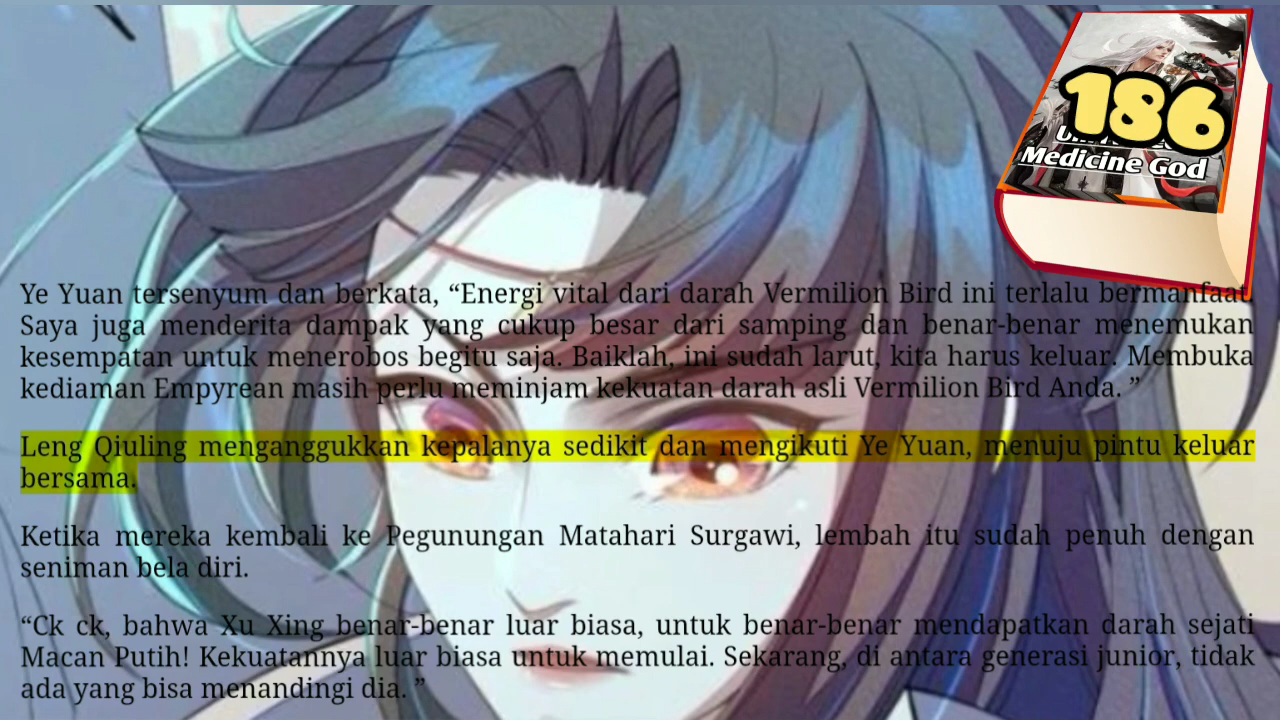 186
Medicine God
Ye Yuan tersenyum dan berkata, “Energi vital dari darah Vermilion Bird ini terlalu bermanfaat.
Saya juga menderita dampak yang cukup besar dari samping dan benar-benar menemukan
kesempatan untuk menerobos begitu saja. Baiklah, ini sudah larut, kita harus keluar. Membuka
kediaman Empyrean masih perlu meminjam kekuatan darah asli Vermilion Bird Anda. ”
Leng Qiuling menganggukkan kepalanya sedikit dan mengikuti Ye Yuan, menuju pintu keluar
bersama.
Ketika mereka kembali ke Pegunungan Matahari Surgawi, lembah itu sudah penuh dengan
seniman bela diri.
“Ck ck, bahwa Xu Xing benar-benar luar biasa, untuk benar-benar mendapatkan darah sejati
Macan Putih! Kekuatannya luar biasa untuk memulai. Sekarang, di antara generasi junior, tidak
ada yang bisa menandingi dia. ”